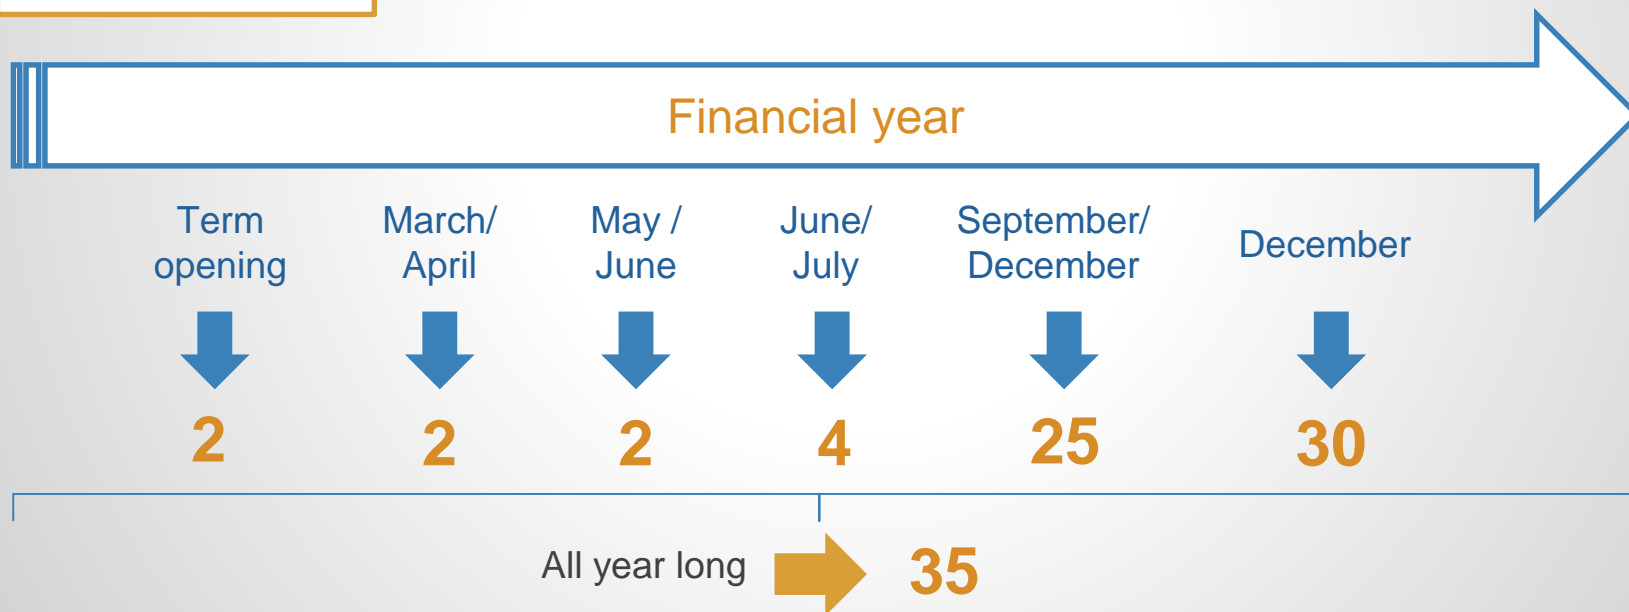 Financial year
Term
opening
March/
April
May /
June
June/
July
September/
December
December
2
2
2
4
25
30
All year long
35